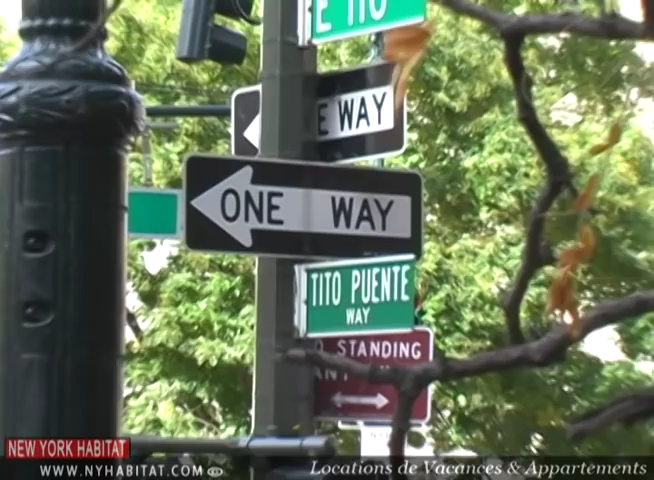 E 110
E WAY
ONE WAY
TITO PUENTE
WAY
STANDING
NEW YORK HABITAT
WWW.NYHABITAT.COM
Locations de Vacances & Appartements